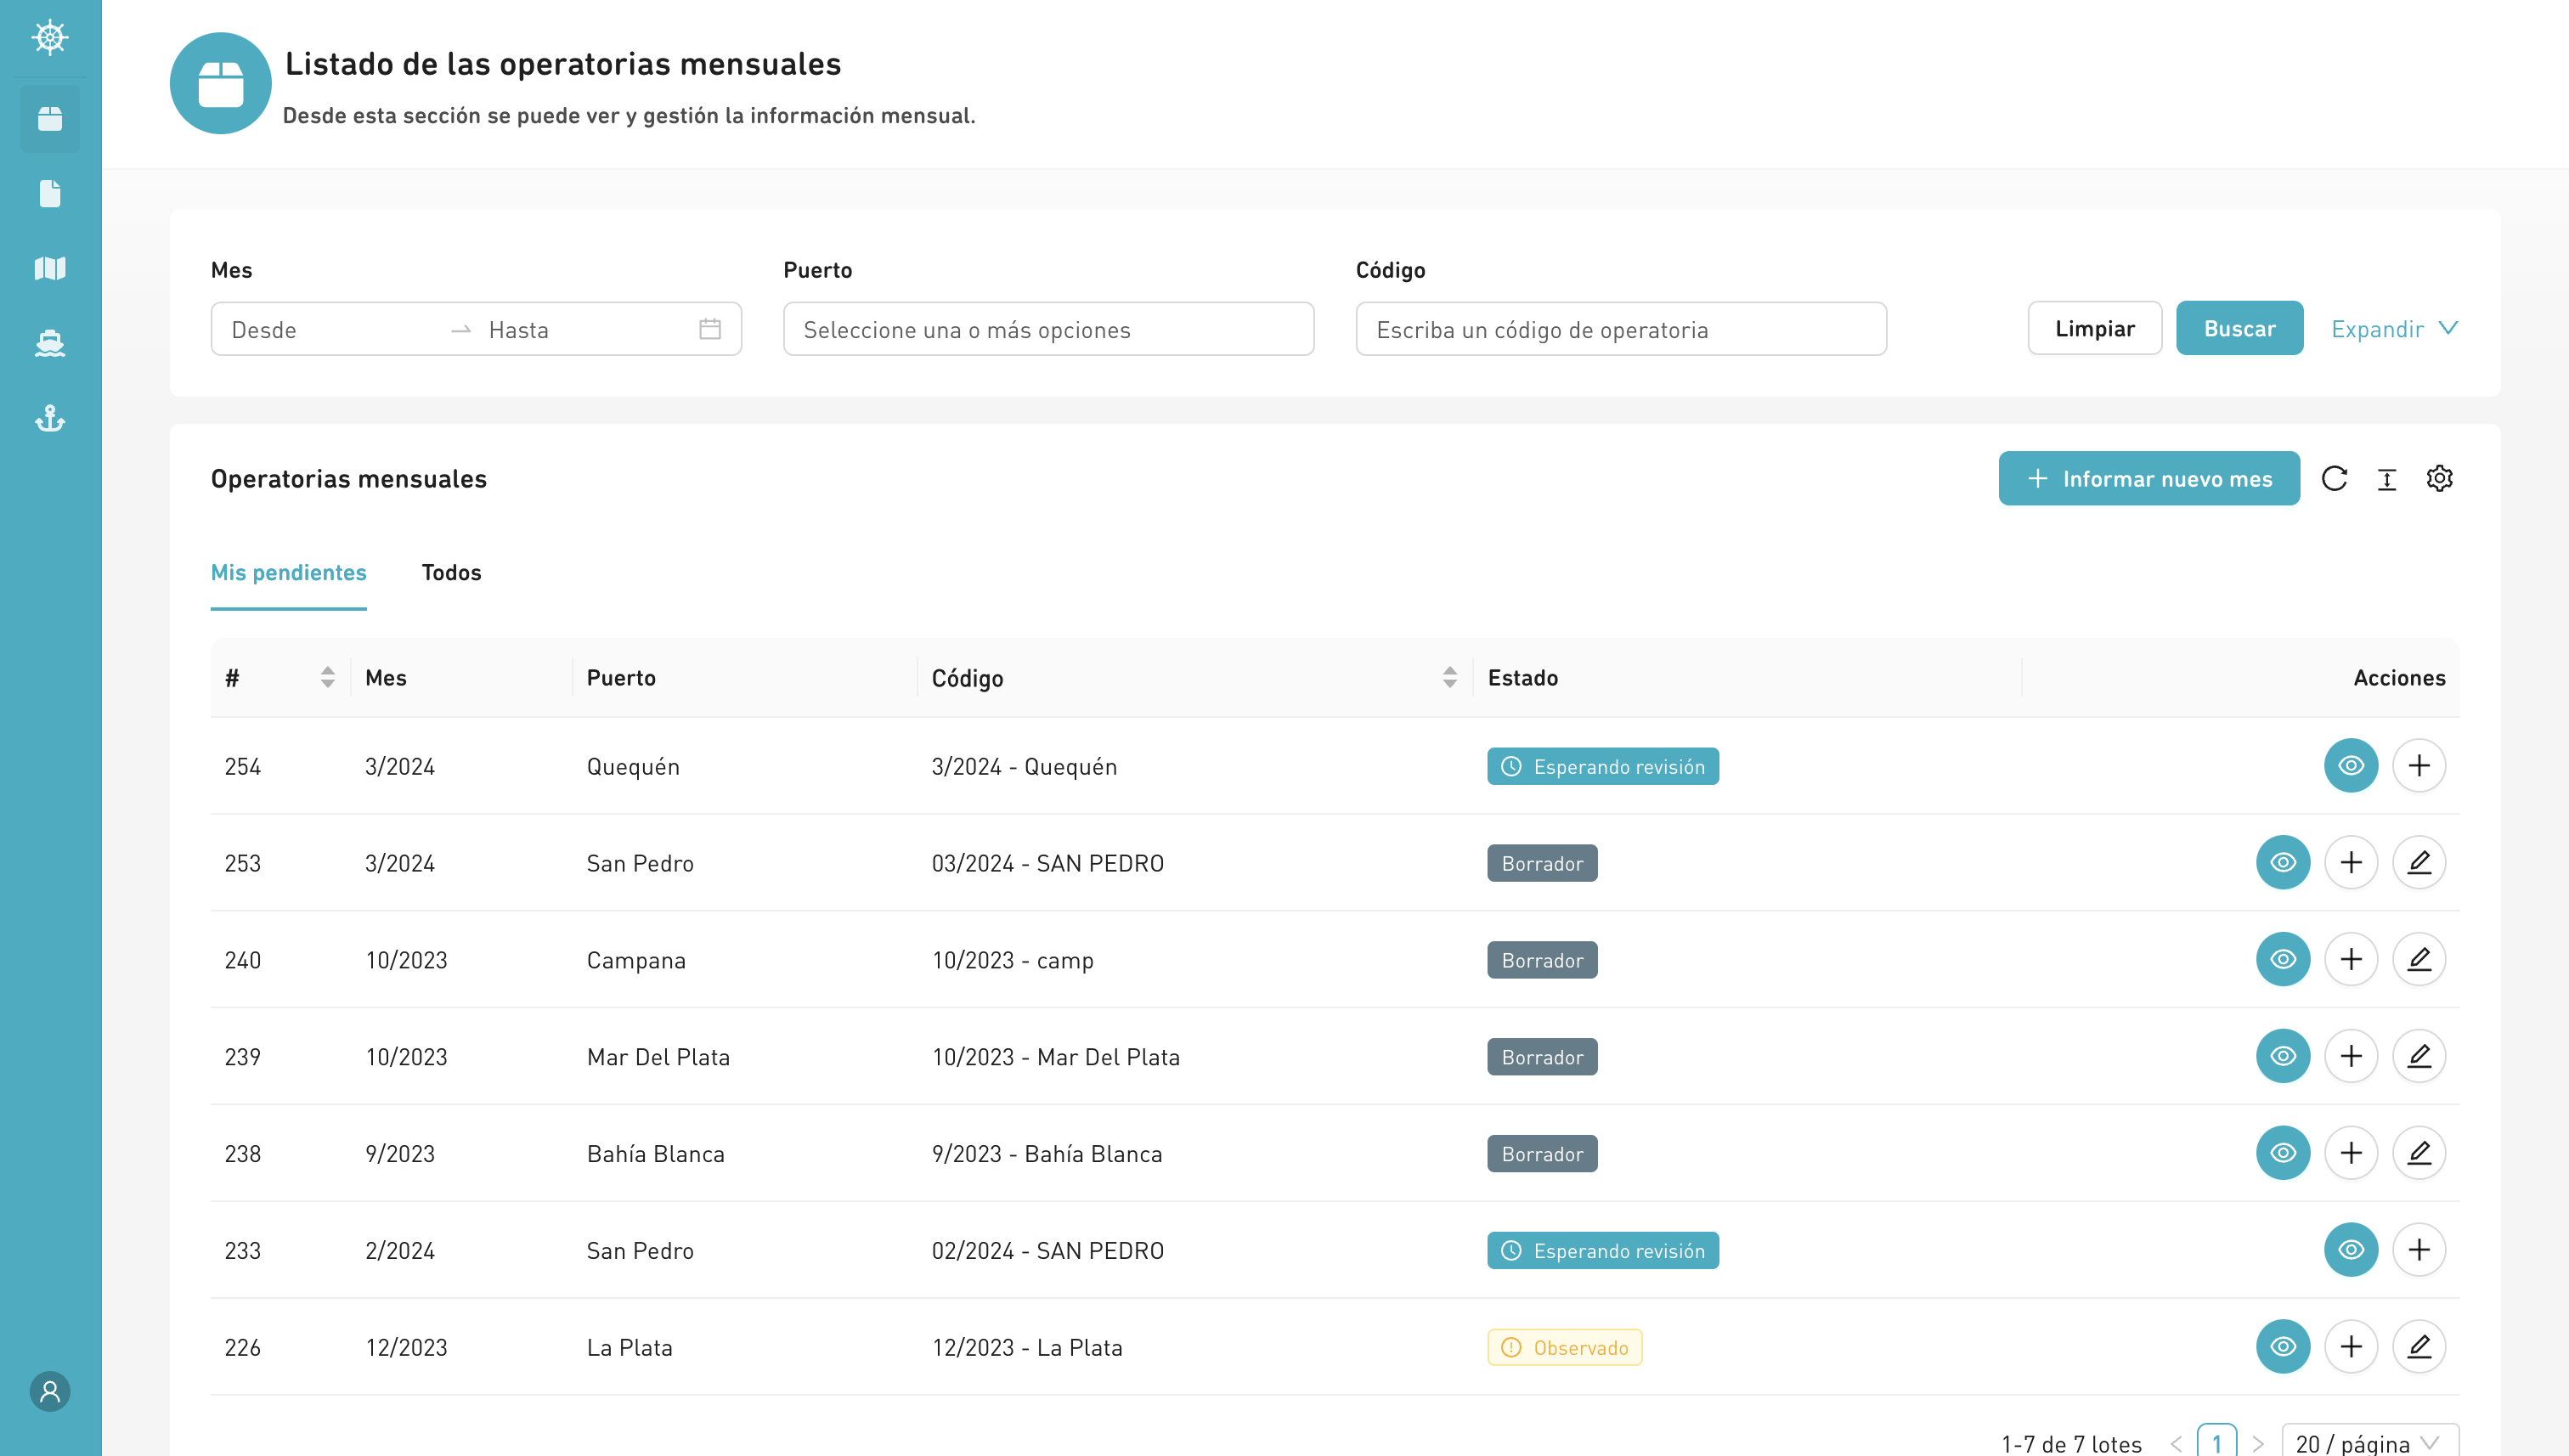 Listado de las operatorias mensuales
Desde esta sección se puede ver y gestión la información mensual.
Mes Puerto Código
Desde Hasta Seleccione una o más opciones Escriba un código de operatoria Limpiar Buscar Expandir
Operatorias mensuales Informar nuevo mes
Mis pendientes Todos
# Mes Puerto Código Estado Acciones
254 3/2024 Quequén 3/2024 - Quequén Esperando revisión
253 3/2024 San Pedro 03/2024 - SAN PEDRO Borrador
240 10/2023 Campana 10/2023 - camp Borrador
239 10/2023 Mar Del Plata 10/2023 - Mar Del Plata Borrador
238 9/2023 Bahía Blanca 9/2023 - Bahía Blanca Borrador
233 2/2024 San Pedro 02/2024 - SAN PEDRO Esperando revisión
226 12/2023 La Plata 12/2023 - La Plata Observado
1-7 de 7 lotes 1 20 / página